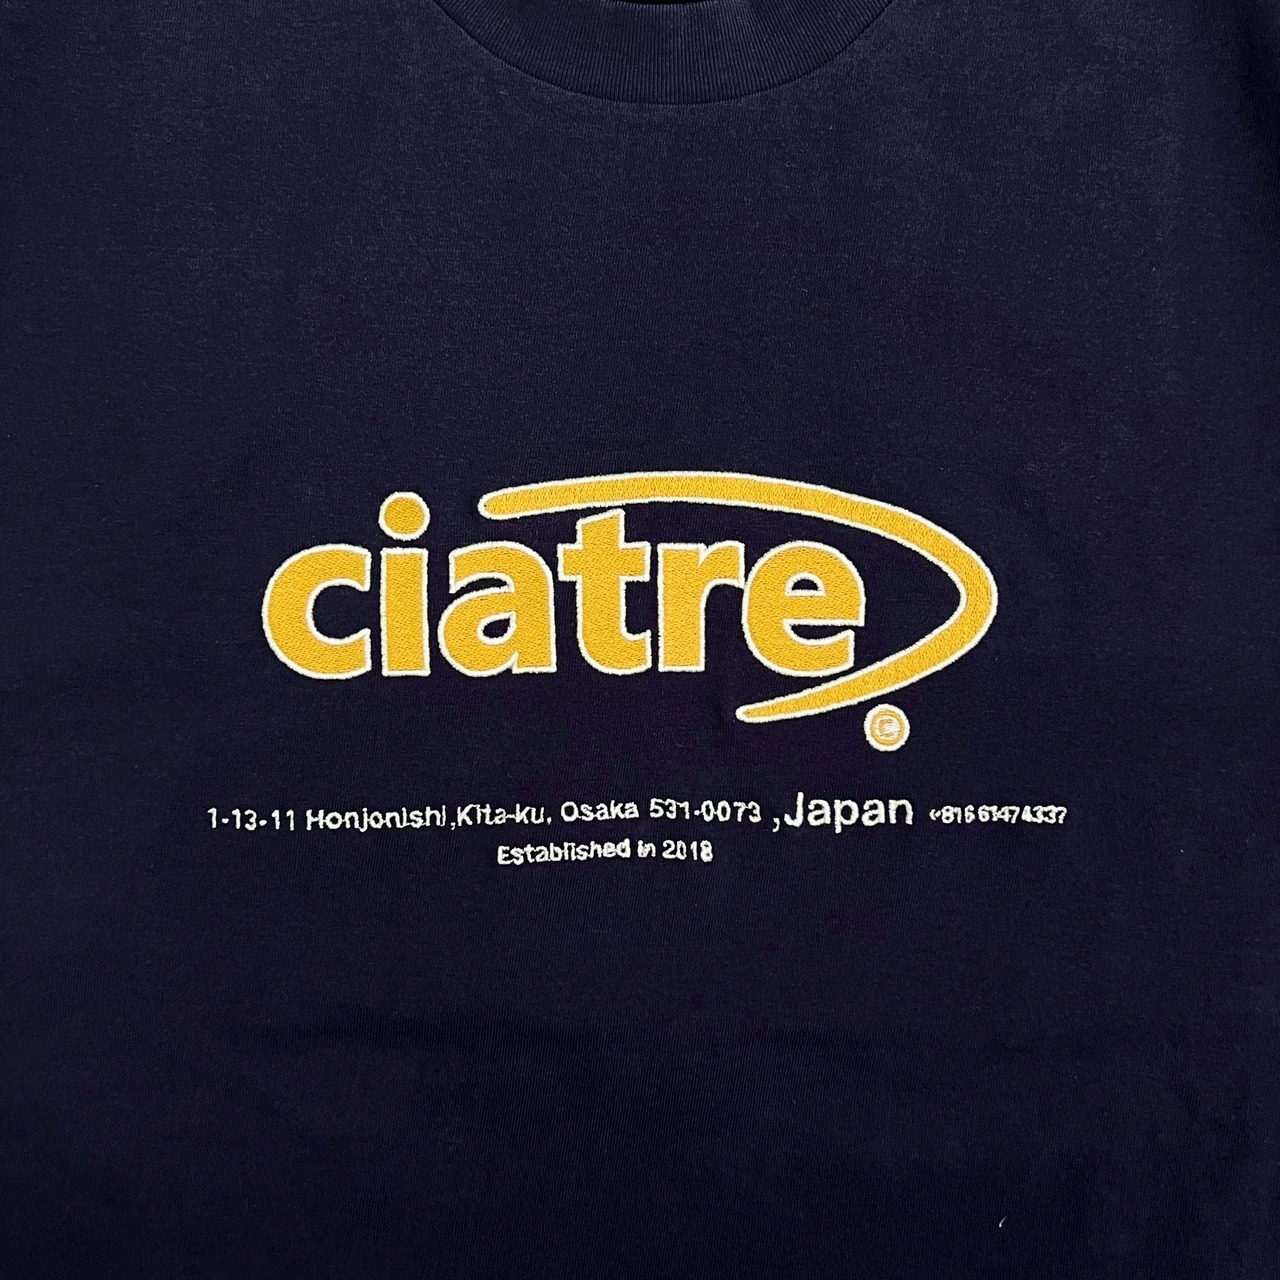 ciatre
©
1-13-11 Honjonishi,Kita-ku, Osaka 531-0073 ,Japan +81661474337
Established in 2018